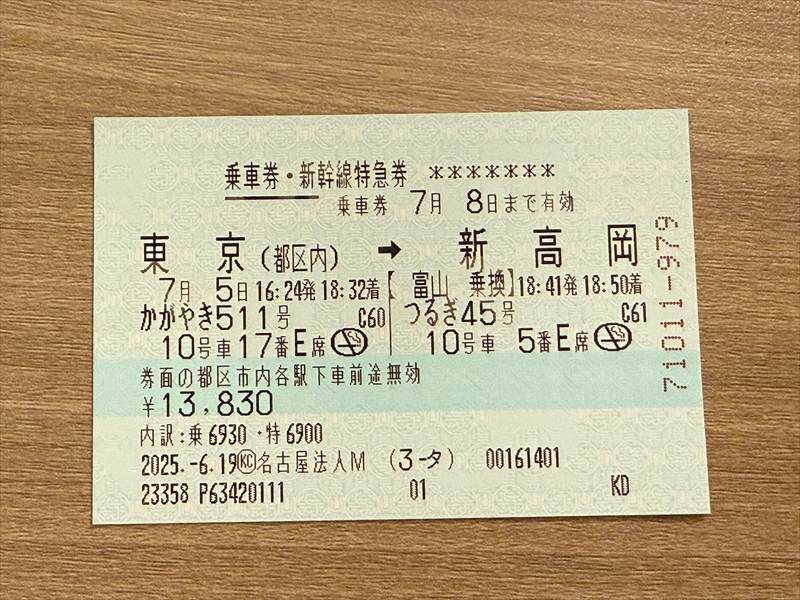 乗車券・新幹線特急券 *******
乗車券 7月 8日まで有効
東 京(都区内) ➡ 新 高 岡
7月 5日 16:24発 18:32着【 富山 乗換】18:41発 18:50着
かがやき511号 C60 つるぎ45号 C61
10号車 17番E席 10号車 5番E席
券面の都区市内各駅下車前途無効
¥13,830
内訳:乗6930・特6900
2025.-6.19㋿名古屋法人M (3-タ) 00161401
23358 P63420111 01 KD
71011-979